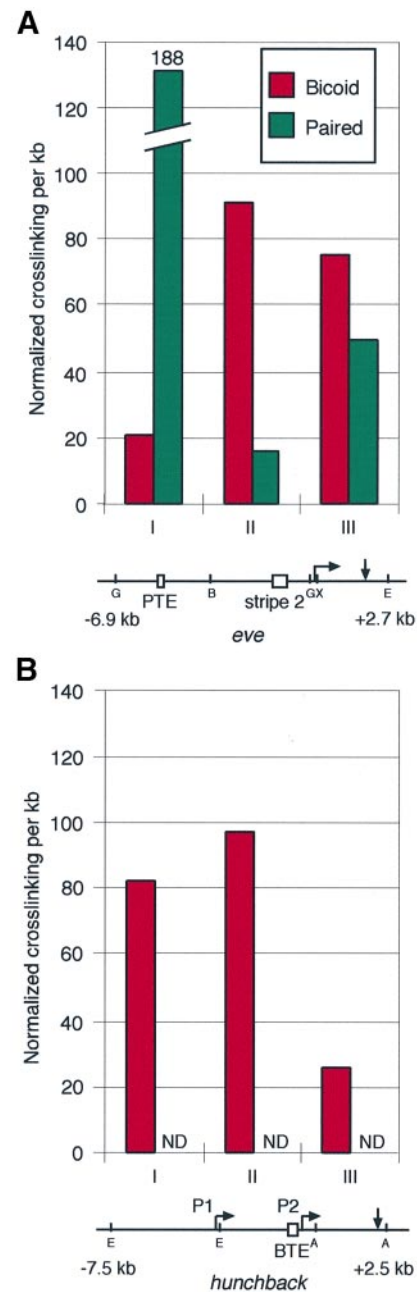 A
140
188
120
100
80
60
40
20
0
Normalized crosslinking per kb
Bicoid
Paired
I II III
G PTE B stripe 2 GX E
-6.9 kb +2.7 kb
eve
B
140
120
100
80
60
40
20
0
Normalized crosslinking per kb
ND ND ND
I II III
P1 P2
E E BTE A A
-7.5 kb +2.5 kb
hunchback